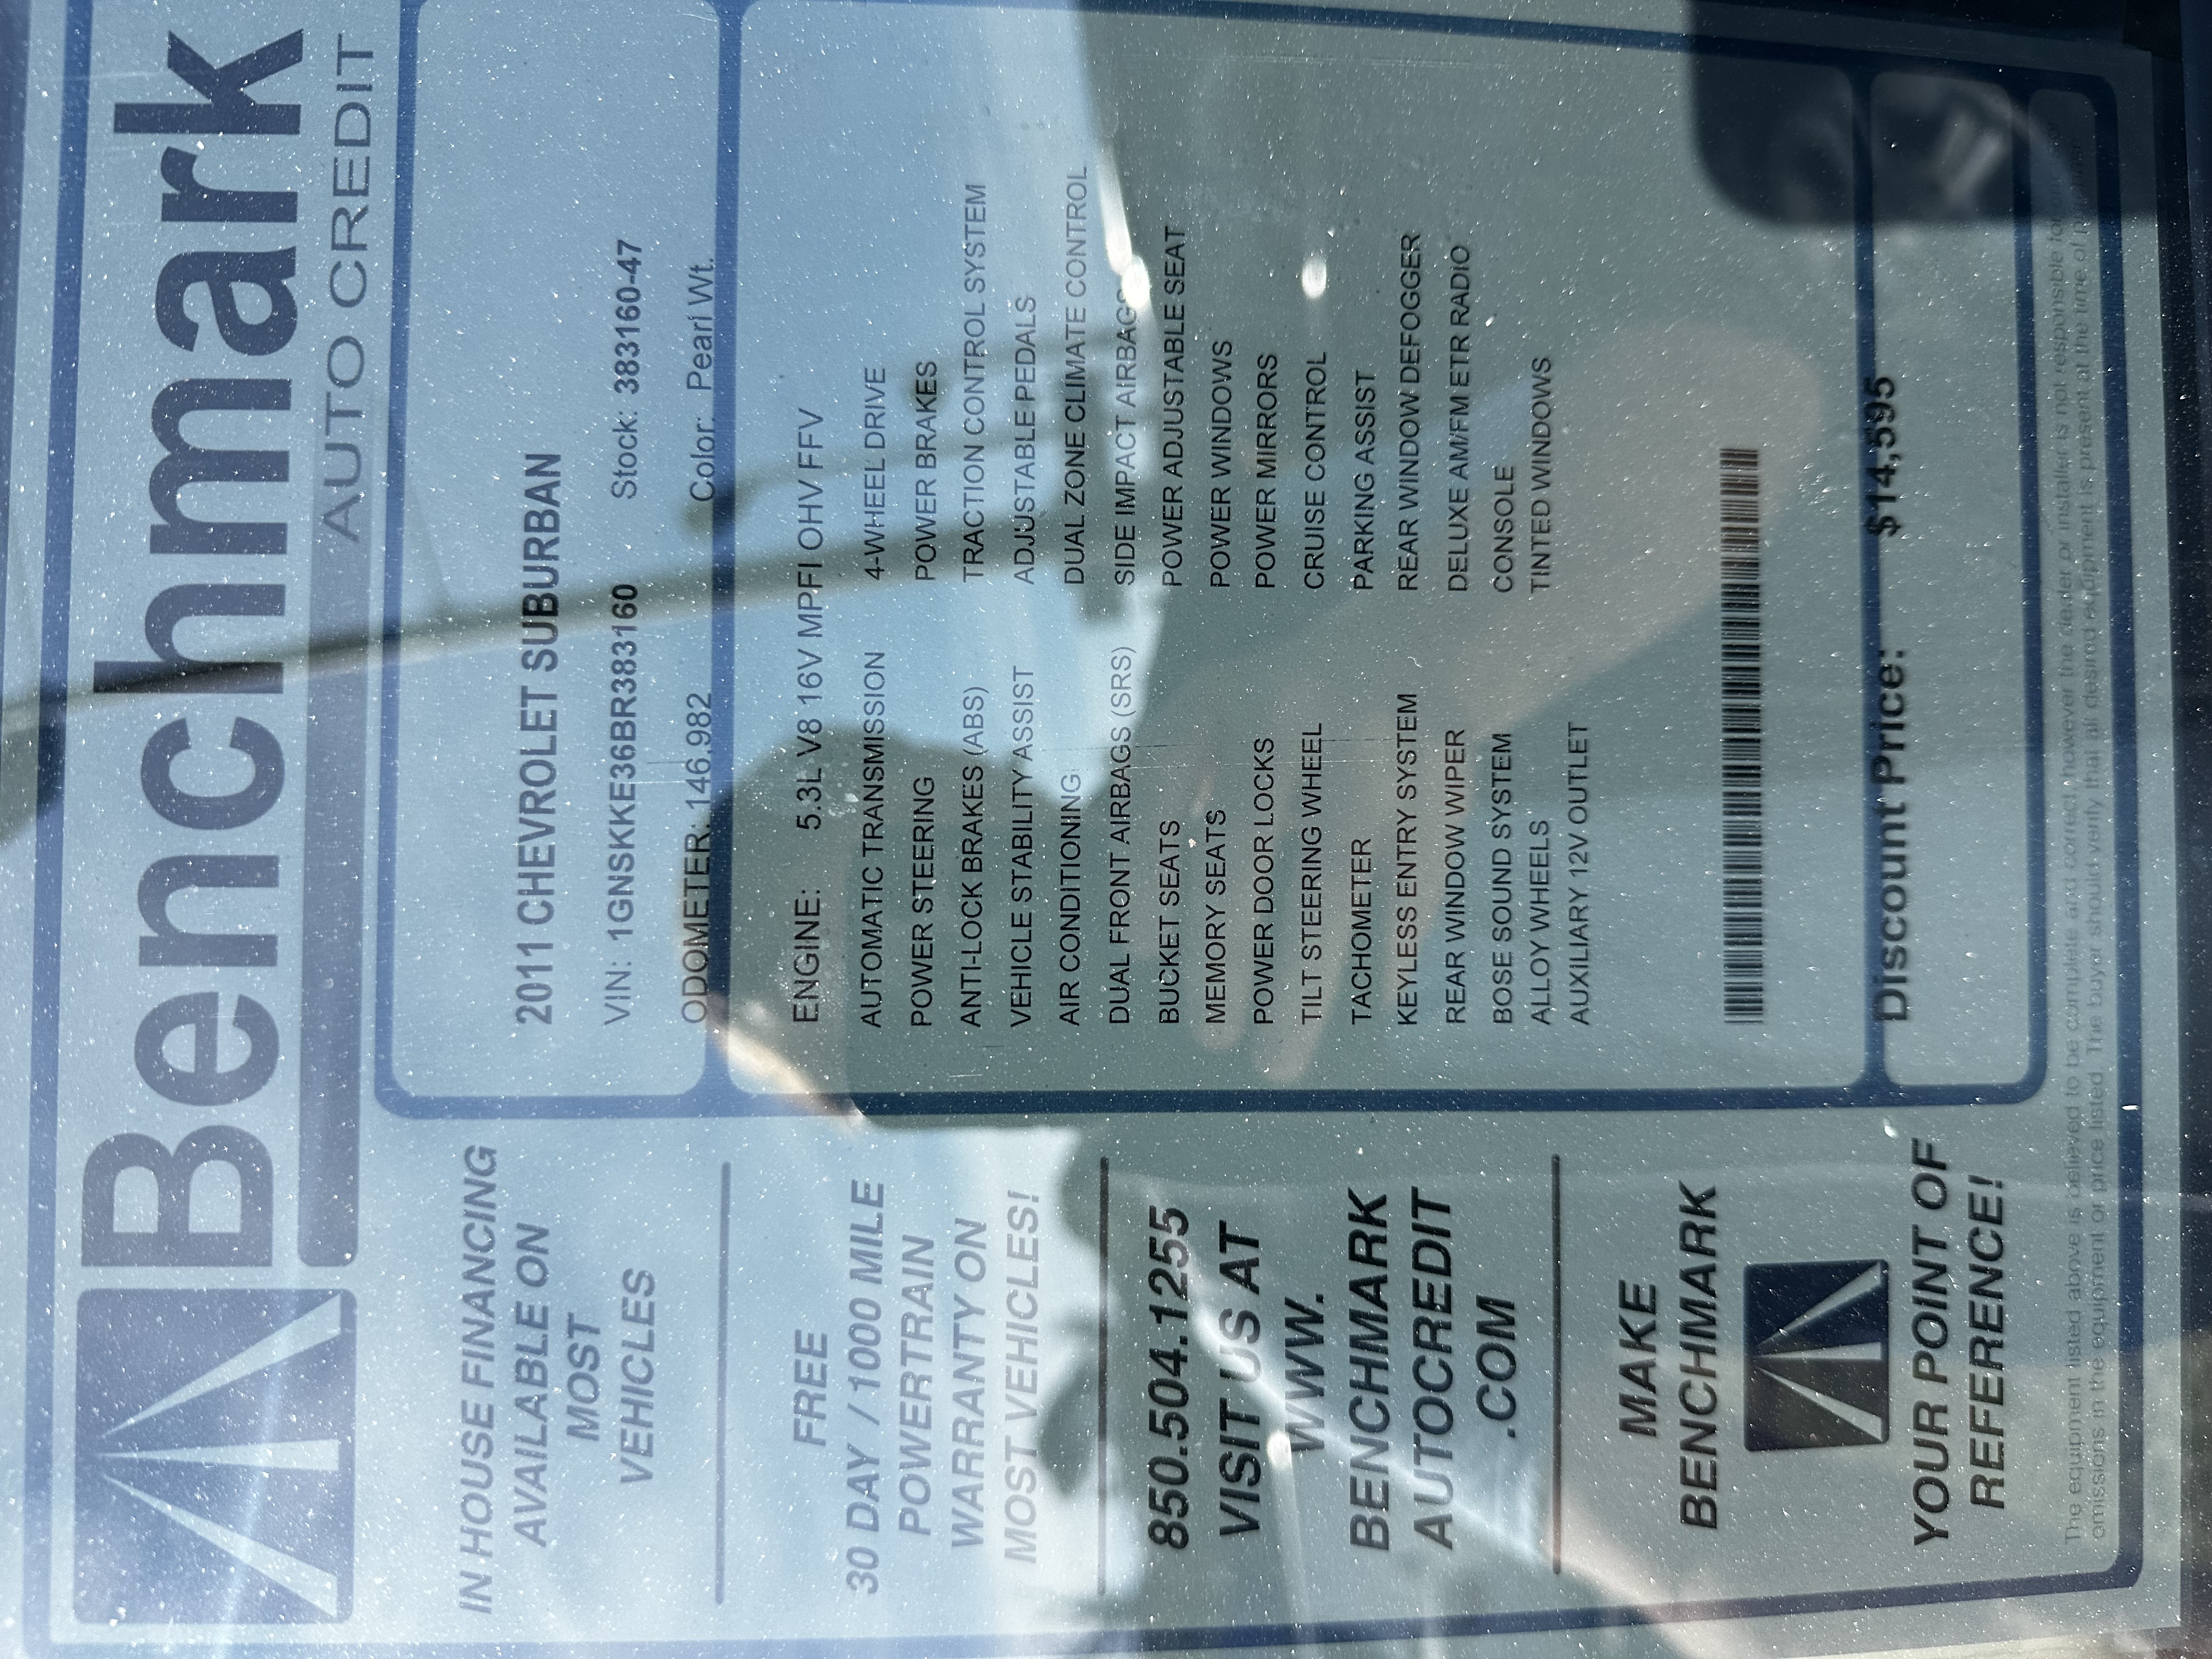 Benchmark
AUTO CREDIT
IN HOUSE FINANCING
AVAILABLE ON
MOST
VEHICLES
FREE
30 DAY / 1000 MILE
POWERTRAIN
WARRANTY ON
MOST VEHICLES!
850.504.1255
VISIT US AT
WWW.
BENCHMARK
AUTOCREDIT
.COM
MAKE
BENCHMARK
YOUR POINT OF
REFERENCE!
2011 CHEVROLET SUBURBAN
VIN: 1GNSKKE36BR383160 Stock: 383160-47
ODOMETER: 146,982 Color: Pearl Wt.
ENGINE: 5.3L V8 16V MPFI OHV FFV
AUTOMATIC TRANSMISSION 4-WHEEL DRIVE
POWER STEERING POWER BRAKES
ANTI-LOCK BRAKES (ABS) TRACTION CONTROL SYSTEM
VEHICLE STABILITY ASSIST ADJUSTABLE PEDALS
AIR CONDITIONING DUAL ZONE CLIMATE CONTROL
DUAL FRONT AIRBAGS (SRS) SIDE IMPACT AIRBAGS
BUCKET SEATS POWER ADJUSTABLE SEAT
MEMORY SEATS POWER WINDOWS
POWER DOOR LOCKS POWER MIRRORS
TILT STEERING WHEEL CRUISE CONTROL
TACHOMETER PARKING ASSIST
KEYLESS ENTRY SYSTEM REAR WINDOW DEFOGGER
REAR WINDOW WIPER DELUXE AM/FM ETR RADIO
BOSE SOUND SYSTEM CONSOLE
ALLOY WHEELS TINTED WINDOWS
AUXILIARY 12V OUTLET
Discount Price: $14,595
The equipment listed above is believed to be complete and correct however the dealer or installer is not responsible for
omissions in the equipment or price listed. The buyer should verify that all desired equipment is present at the time of